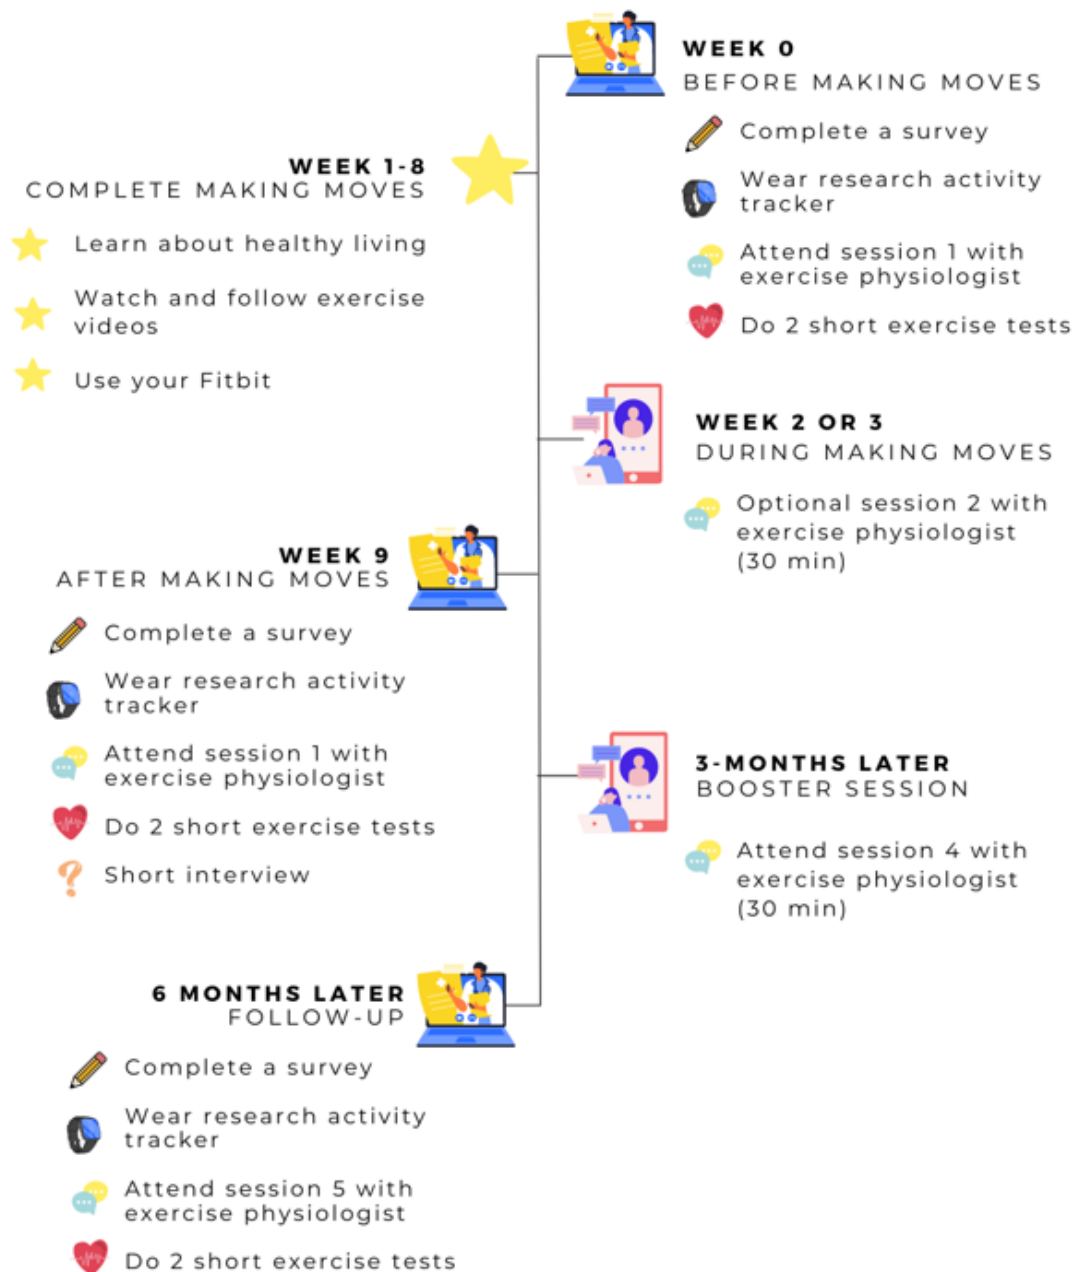 WEEK 0
BEFORE MAKING MOVES
Complete a survey
Wear research activity
tracker
Attend session 1 with
exercise physiologist
Do 2 short exercise tests
WEEK 1-8
COMPLETE MAKING MOVES
Learn about healthy living
Watch and follow exercise
videos
Use your Fitbit
WEEK 2 OR 3
DURING MAKING MOVES
Optional session 2 with
exercise physiologist
(30 min)
WEEK 9
AFTER MAKING MOVES
Complete a survey
Wear research activity
tracker
Attend session 1 with
exercise physiologist
Do 2 short exercise tests
Short interview
3-MONTHS LATER
BOOSTER SESSION
Attend session 4 with
exercise physiologist
(30 min)
6 MONTHS LATER
FOLLOW-UP
Complete a survey
Wear research activity
tracker
Attend session 5 with
exercise physiologist
Do 2 short exercise tests